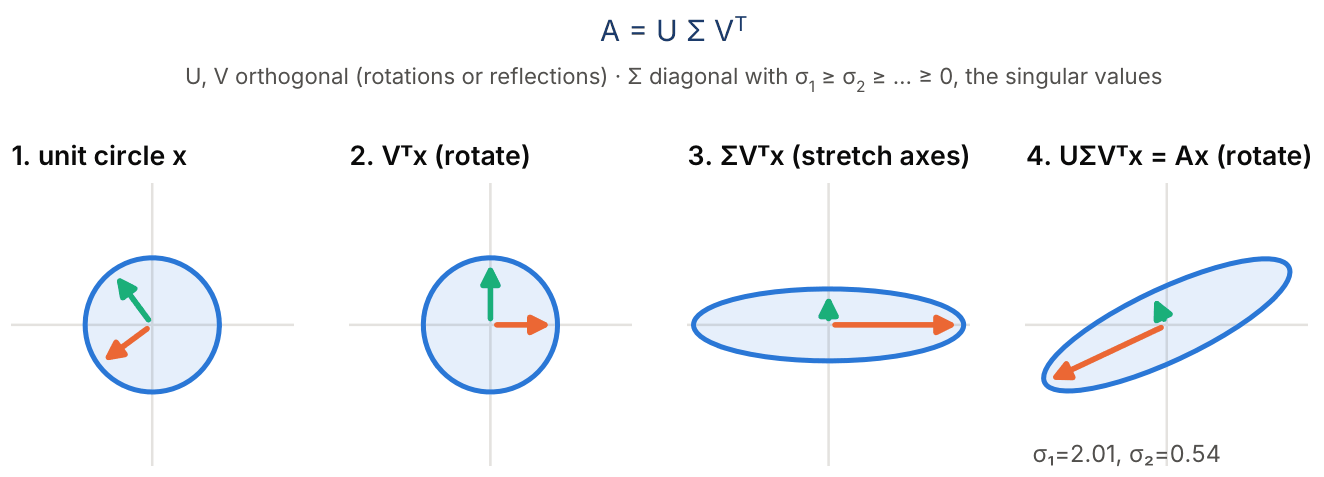 A = U Σ Vᵀ
U, V orthogonal (rotations or reflections) · Σ diagonal with σ₁ ≥ σ₂ ≥ ... ≥ 0, the singular values
1. unit circle x
2. Vᵀx (rotate)
3. ΣVᵀx (stretch axes)
4. UΣVᵀx = Ax (rotate)
σ₁=2.01, σ₂=0.54